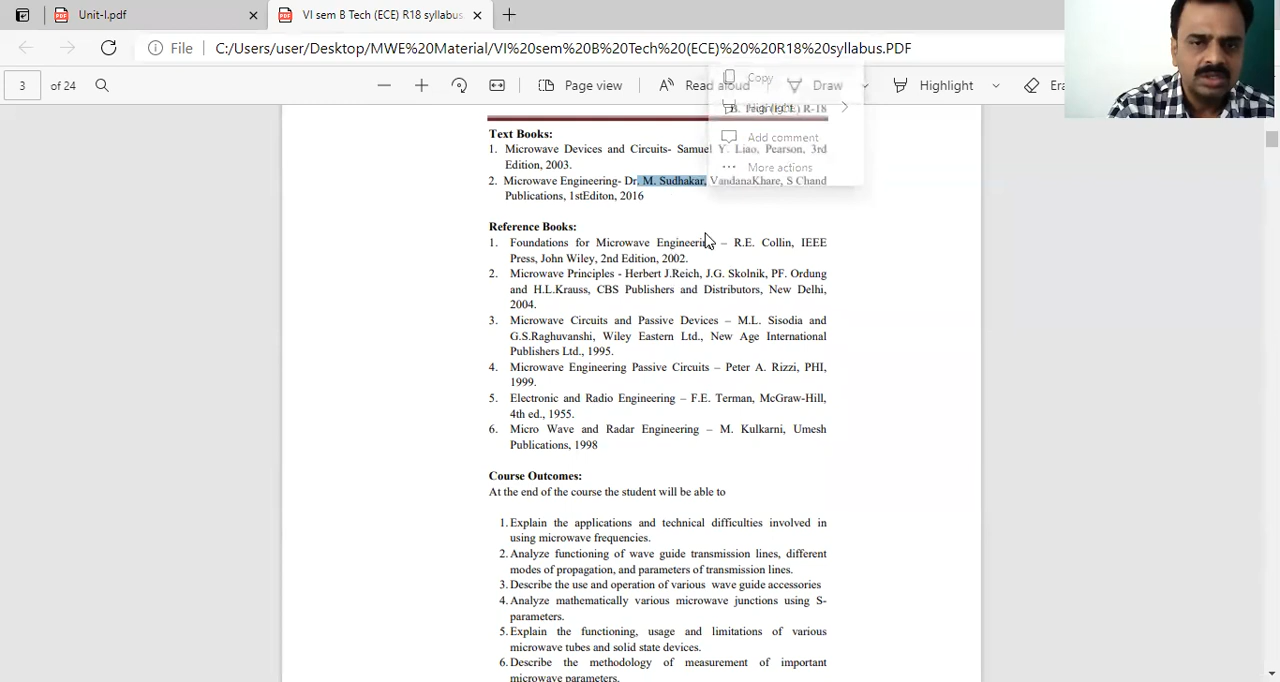 Unit-I.pdf
VI sem B Tech (ECE) R18 syllabus
File
C:/Users/user/Desktop/MWE%20Material/VI%20sem%20B%20Tech%20(ECE)%20%20R18%20syllabus.PDF
3 of 24
Page view
Read aloud
Draw
Highlight
Copy
B. Tech (ECE) R-18
Add comment
More actions
Text Books:
1. Microwave Devices and Circuits- Samuel Y. Liao, Pearson, 3rd
Edition, 2003.
2. Microwave Engineering- Dr. M. Sudhakar, VandanaKhare, S Chand
Publications, 1stEditon, 2016
Reference Books:
1. Foundations for Microwave Engineering – R.E. Collin, IEEE
Press, John Wiley, 2nd Edition, 2002.
2. Microwave Principles - Herbert J.Reich, J.G. Skolnik, PF. Ordung
and H.L.Krauss, CBS Publishers and Distributors, New Delhi,
2004.
3. Microwave Circuits and Passive Devices – M.L. Sisodia and
G.S.Raghuvanshi, Wiley Eastern Ltd., New Age International
Publishers Ltd., 1995.
4. Microwave Engineering Passive Circuits – Peter A. Rizzi, PHI,
1999.
5. Electronic and Radio Engineering – F.E. Terman, McGraw-Hill,
4th ed., 1955.
6. Micro Wave and Radar Engineering – M. Kulkarni, Umesh
Publications, 1998
Course Outcomes:
At the end of the course the student will be able to
1. Explain the applications and technical difficulties involved in
using microwave frequencies.
2. Analyze functioning of wave guide transmission lines, different
modes of propagation, and parameters of transmission lines.
3. Describe the use and operation of various wave guide accessories
4. Analyze mathematically various microwave junctions using S-
parameters.
5. Explain the functioning, usage and limitations of various
microwave tubes and solid state devices.
6. Describe the methodology of measurement of important
microwave parameters.